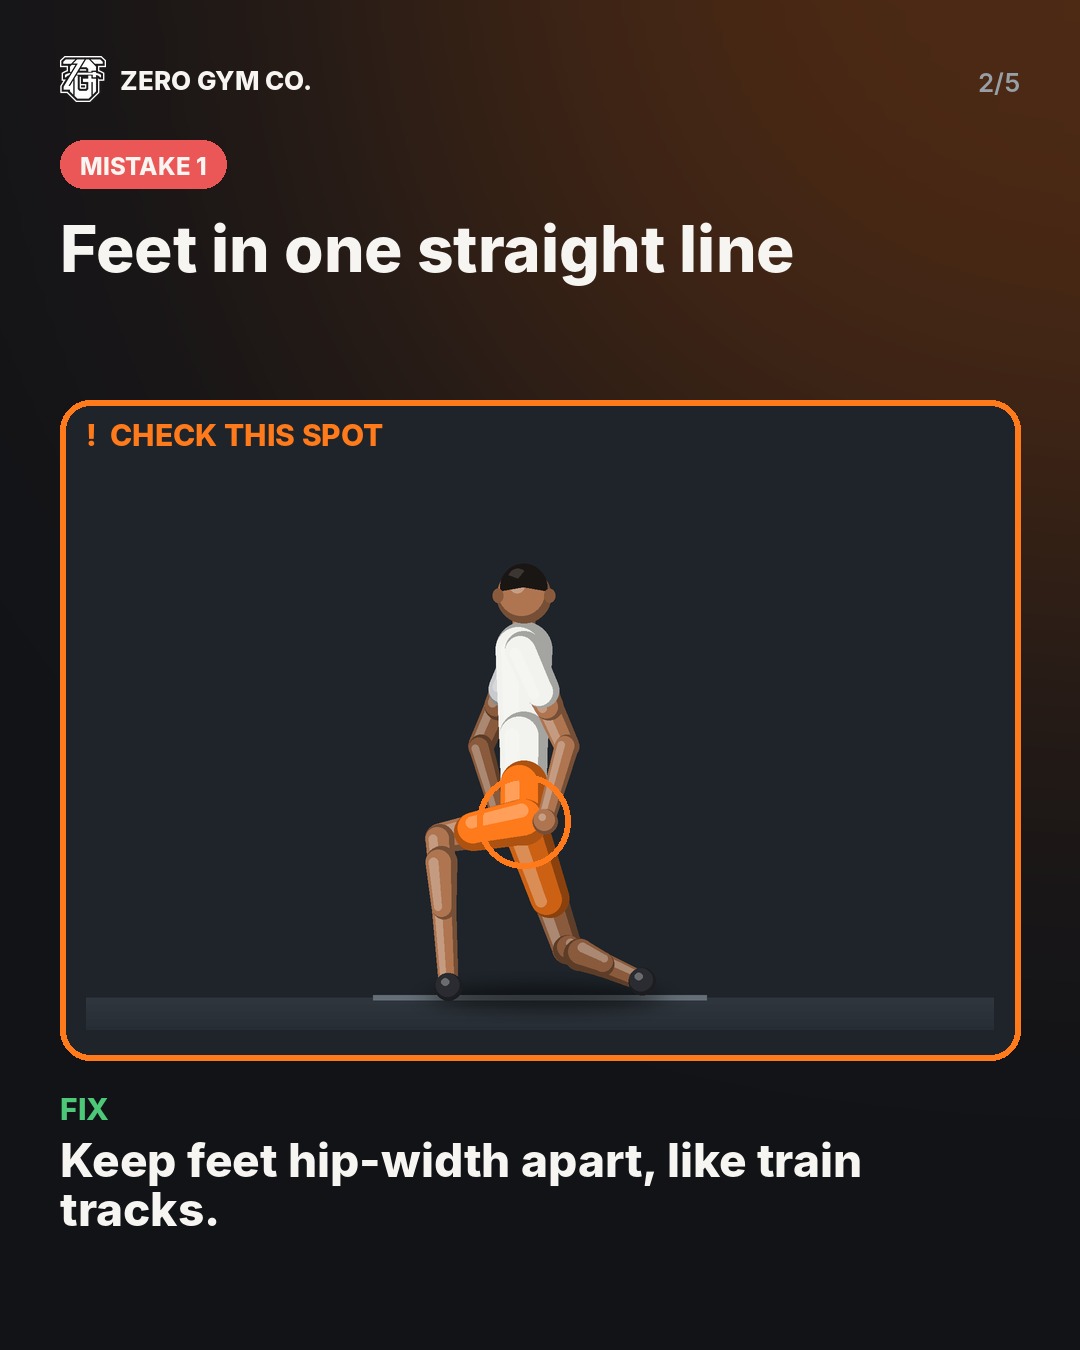 ZERO GYM CO.
2/5
MISTAKE 1
Feet in one straight line
! CHECK THIS SPOT
FIX
Keep feet hip-width apart, like train
tracks.